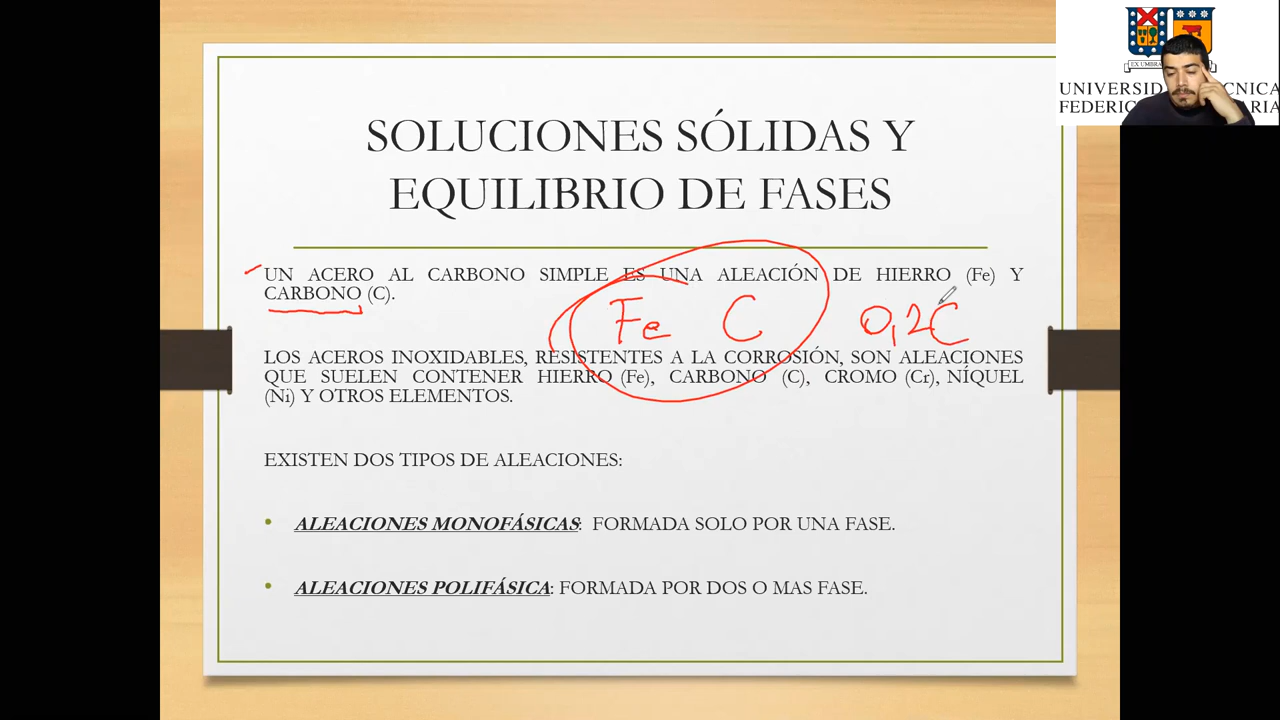 SOLUCIONES SÓLIDAS Y
EQUILIBRIO DE FASES
UN ACERO AL CARBONO SIMPLE ES UNA ALEACIÓN DE HIERRO (Fe) Y
CARBONO (C).
Fe C 0,2C
LOS ACEROS INOXIDABLES, RESISTENTES A LA CORROSIÓN, SON ALEACIONES
QUE SUELEN CONTENER HIERRO (Fe), CARBONO (C), CROMO (Cr), NÍQUEL
(Ni) Y OTROS ELEMENTOS.
EXISTEN DOS TIPOS DE ALEACIONES:
• ALEACIONES MONOFÁSICAS: FORMADA SOLO POR UNA FASE.
• ALEACIONES POLIFÁSICA: FORMADA POR DOS O MAS FASE.